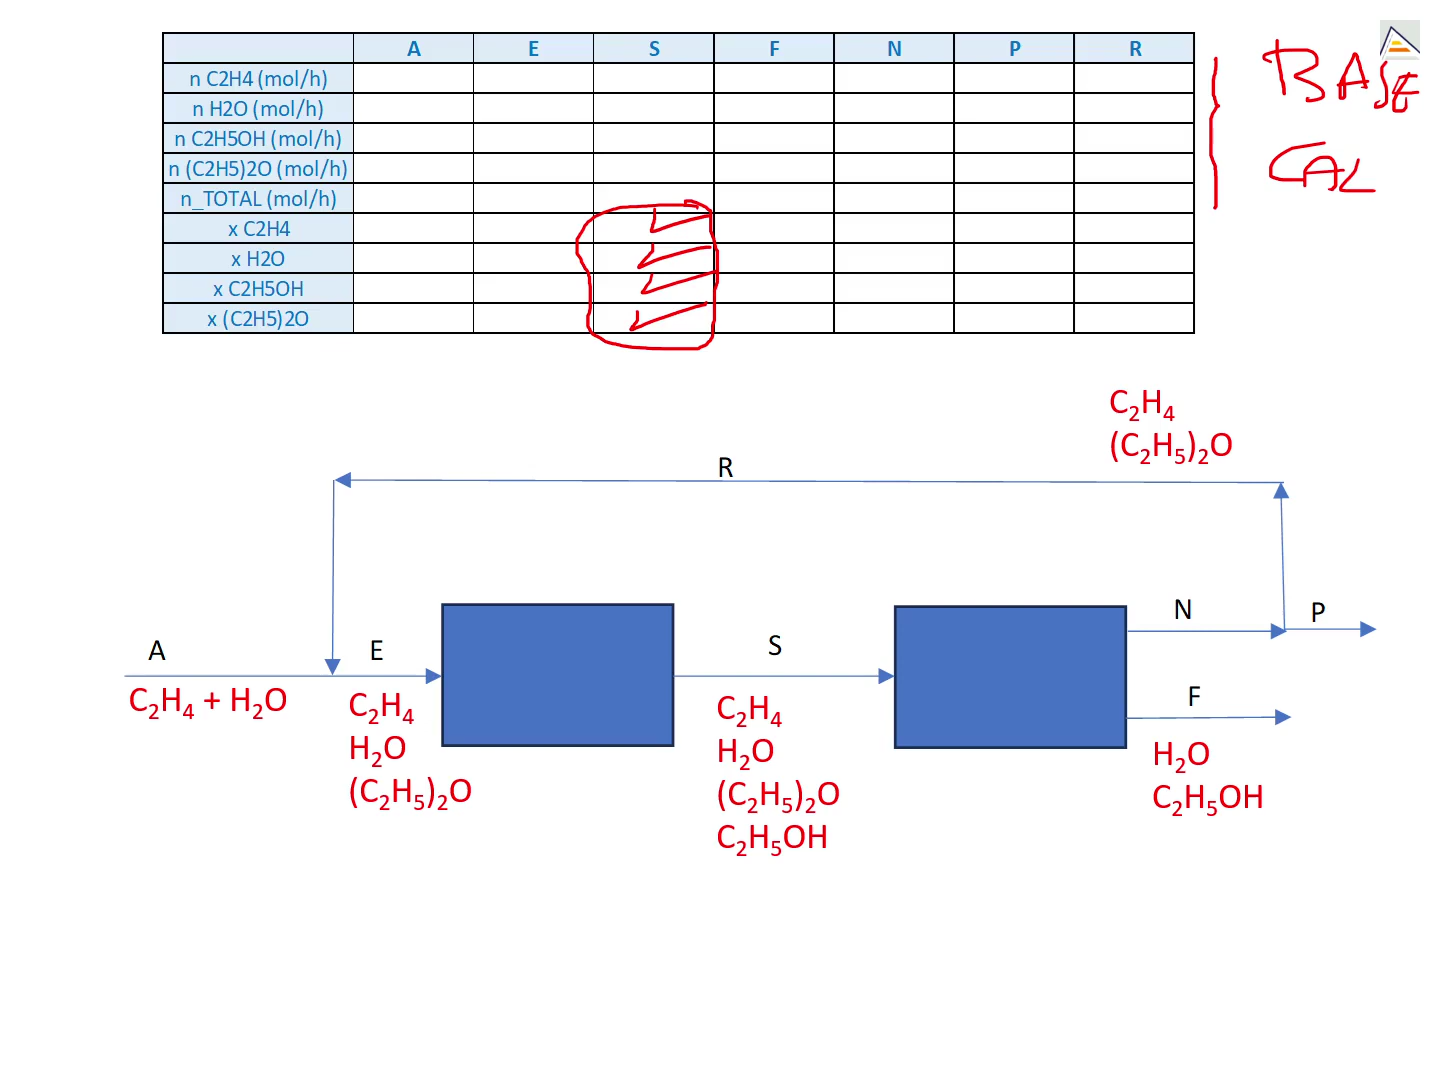 A E S F N P R
n C2H4 (mol/h)
n H2O (mol/h)
n C2H5OH (mol/h)
n (C2H5)2O (mol/h)
n_TOTAL (mol/h)
x C2H4
x H2O
x C2H5OH
x (C2H5)2O
BASE
CAL
C₂H₄
(C₂H₅)₂O
R
N
P
A
E
S
C₂H₄ + H₂O
C₂H₄
H₂O
(C₂H₅)₂O
C₂H₄
H₂O
(C₂H₅)₂O
C₂H₅OH
F
H₂O
C₂H₅OH